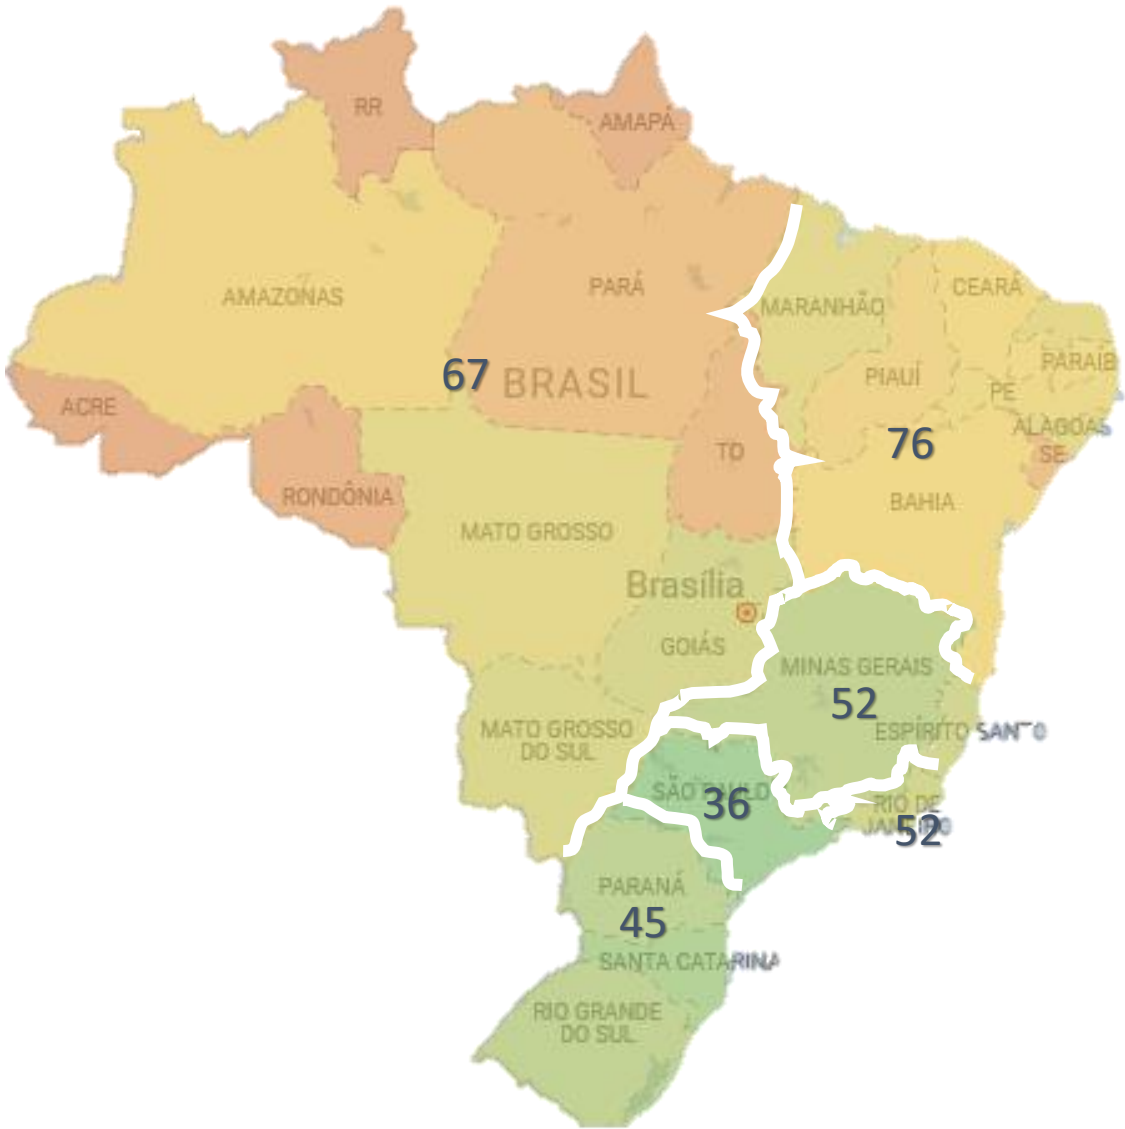 RR
AMAPÁ
AMAZONAS
PARÁ
MARANHÃO
CEARÁ
67
BRASIL
PIAUÍ
PARAÍB
PE
ACRE
ALAGOAS
76
SE
TO
RONDÔNIA
BAHIA
MATO GROSSO
Brasília
GOIÁS
MINAS GERAIS
52
ESPÍRITO SANTO
MATO GROSSO
DO SUL
SÃO PAULO
36
RIO DE
JANEIRO
52
PARANÁ
45
SANTA CATARINA
RIO GRANDE
DO SUL